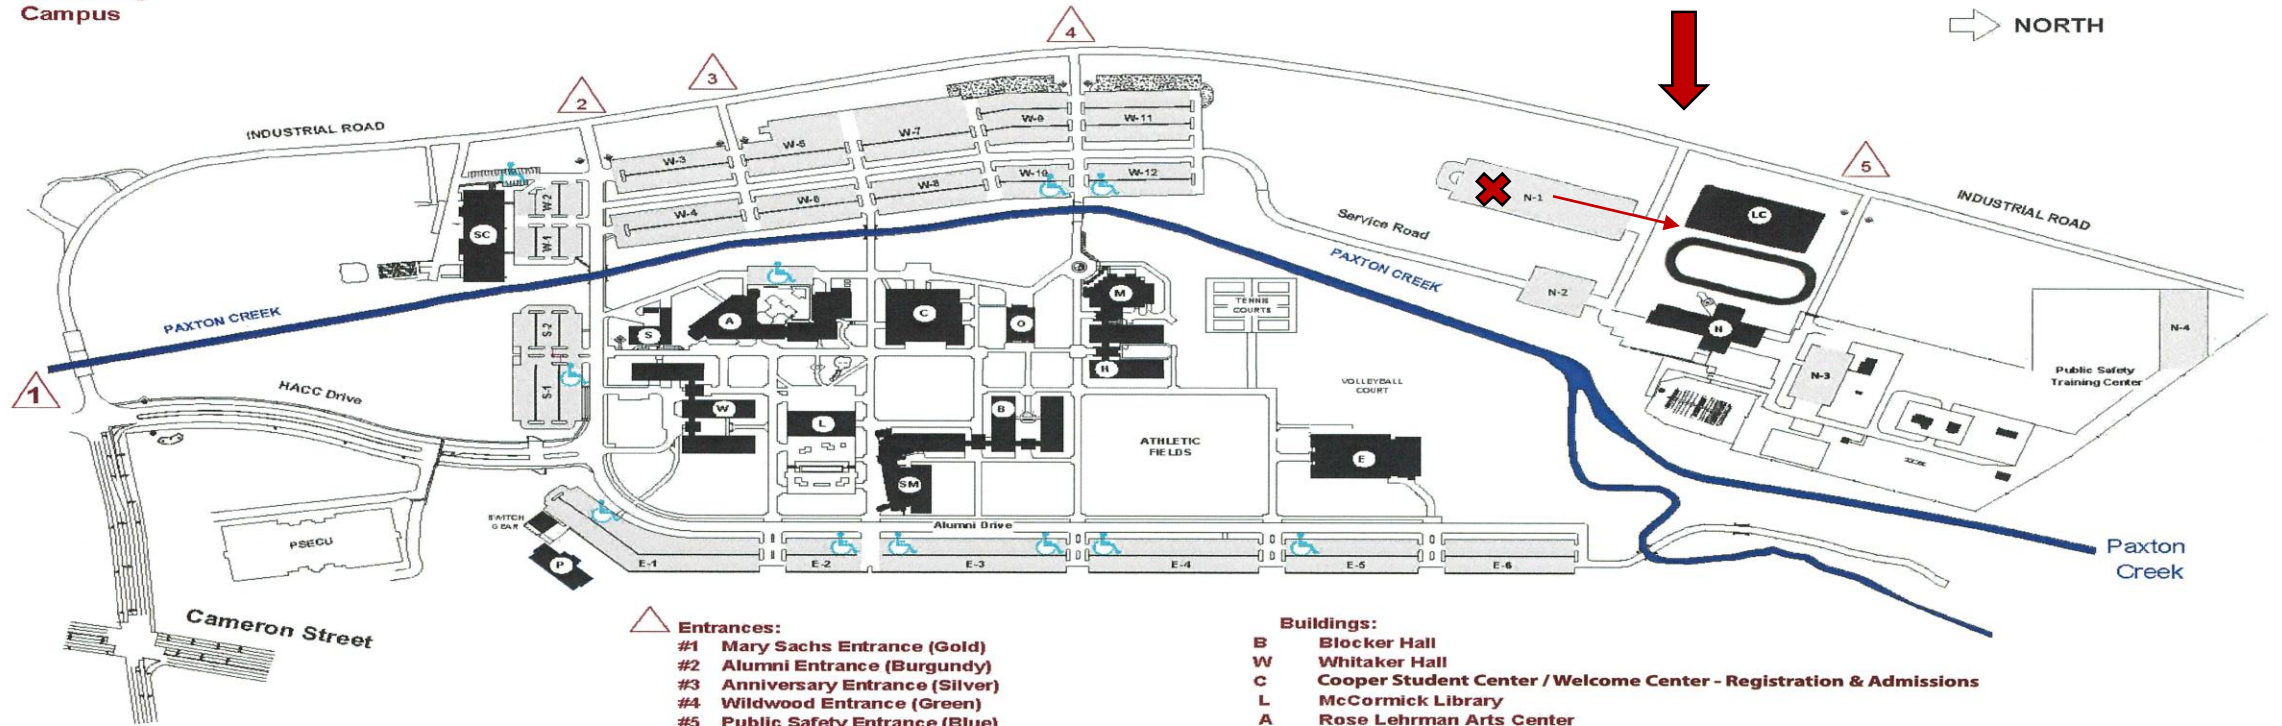 Campus
NORTH
4
3
2
5
1
INDUSTRIAL ROAD
INDUSTRIAL ROAD
W-3
W-5
W-7
W-9
W-11
W-4
W-6
W-8
W-10
W-12
W-2
W-1
SC
N-1
LC
Service Road
PAXTON CREEK
PAXTON CREEK
N-2
N-4
N
N-3
Public Safety
Training Center
S-2
S-1
S
A
C
O
M
H
TENNIS
COURTS
VOLLEYBALL
COURT
HACC Drive
W
L
B
SM
ATHLETIC
FIELDS
E
Alumni Drive
SWITCH
GEAR
P
PSECU
E-1
E-2
E-3
E-4
E-5
E-6
Paxton
Creek
Cameron Street
Entrances:
#1 Mary Sachs Entrance (Gold)
#2 Alumni Entrance (Burgundy)
#3 Anniversary Entrance (Silver)
#4 Wildwood Entrance (Green)
#5 Public Safety Entrance (Blue)
Buildings:
B Blocker Hall
W Whitaker Hall
C Cooper Student Center / Welcome Center - Registration & Admissions
L McCormick Library
A Rose Lehrman Arts Center